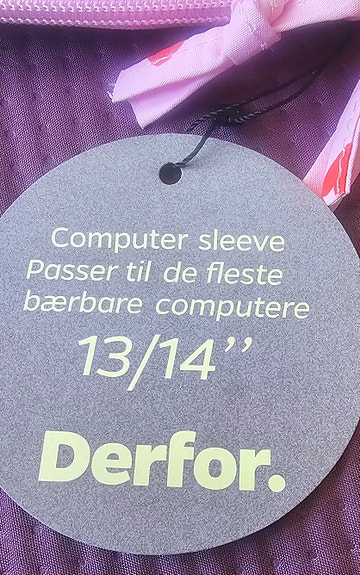 Computer sleeve
Passer til de fleste
bærbare computere
13/14’’
Derfor.